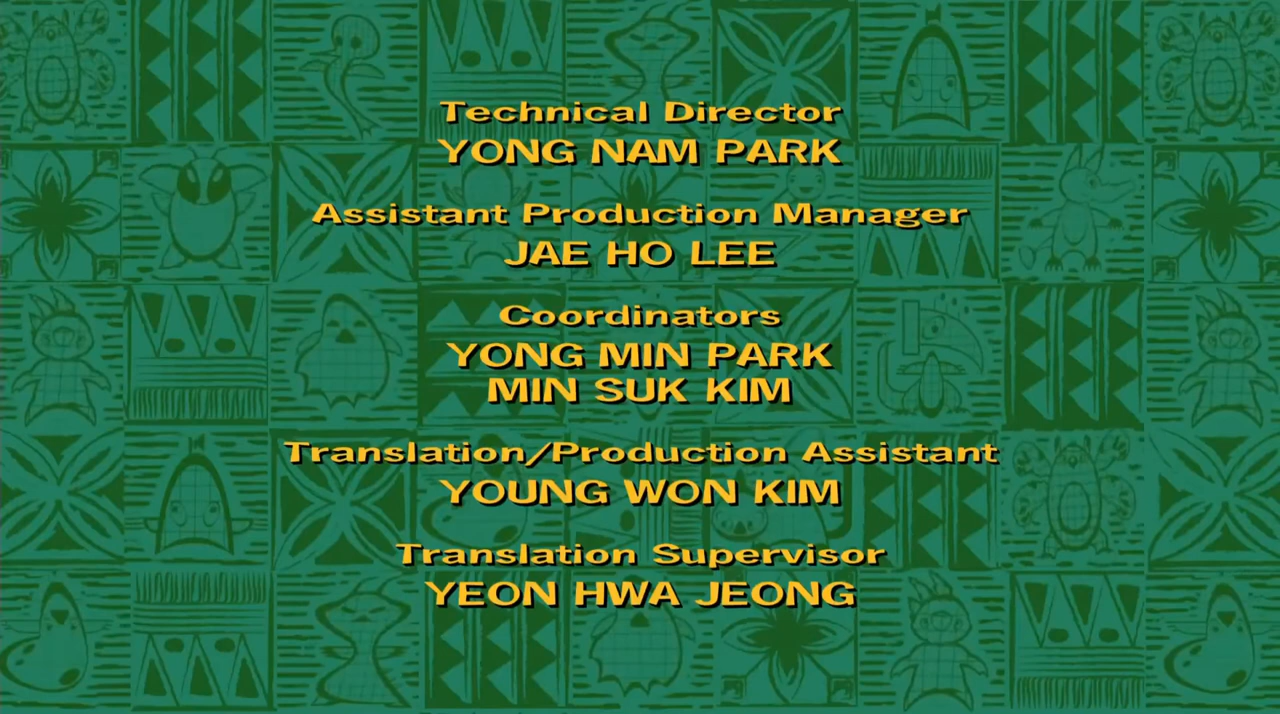 Technical Director
YONG NAM PARK
Assistant Production Manager
JAE HO LEE
Coordinators
YONG MIN PARK
MIN SUK KIM
Translation/Production Assistant
YOUNG WON KIM
Translation Supervisor
YEON HWA JEONG